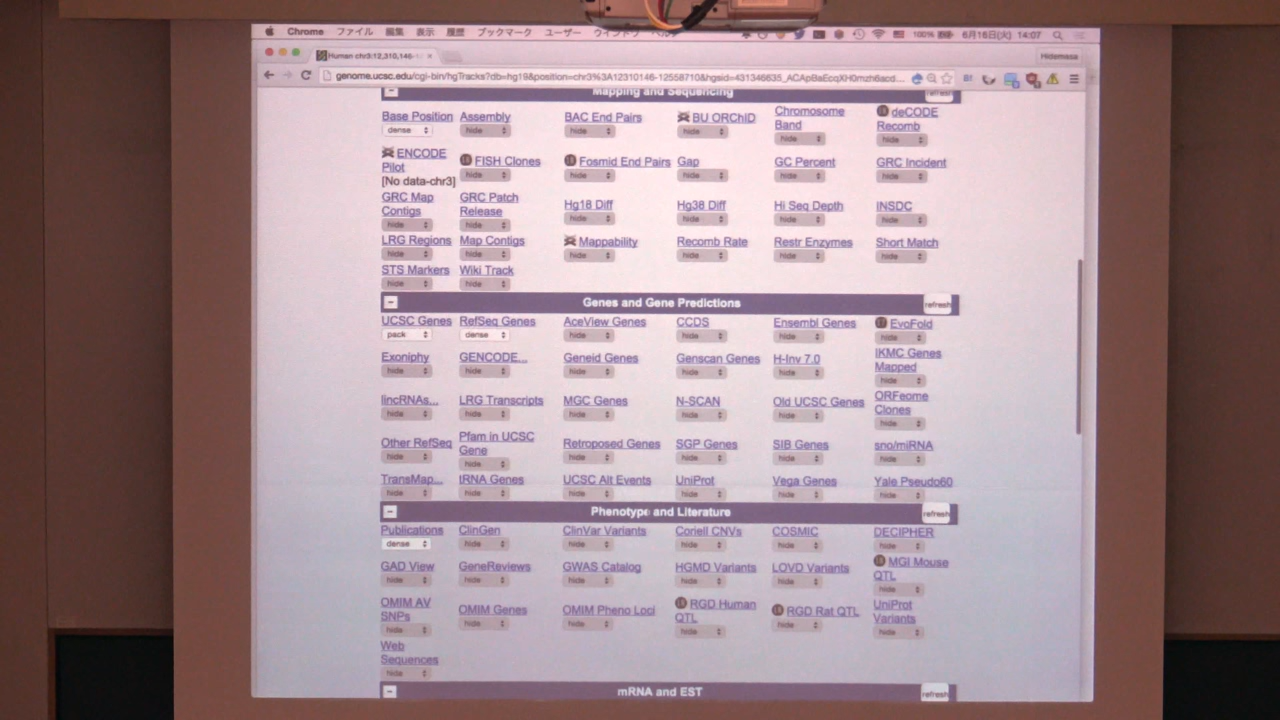 Chrome ファイル 編集 表示 履歴 ブックマーク ユーザー ウインドウ ヘルプ 100% 6月16日(火) 14:07
Human chr3:12,310,146-12 Hidemasa
genome.ucsc.edu/cgi-bin/hgTracks?db=hg19&position=chr3%3A12310146-12558710&hgsid=431346635_ACApBaEcqXH0mzh6acd...
Mapping and Sequencing refresh
Base Position Assembly BAC End Pairs BU ORChID Chromosome Band deCODE Recomb
dense hide hide hide hide hide
ENCODE Pilot FISH Clones Fosmid End Pairs Gap GC Percent GRC Incident
[No data-chr3] hide hide hide hide hide
GRC Map Contigs GRC Patch Release Hg18 Diff Hg38 Diff Hi Seq Depth INSDC
hide hide hide hide hide hide
LRG Regions Map Contigs Mappability Recomb Rate Restr Enzymes Short Match
hide hide hide hide hide hide
STS Markers Wiki Track
hide hide
Genes and Gene Predictions refresh
UCSC Genes RefSeq Genes AceView Genes CCDS Ensembl Genes EvoFold
pack dense hide hide hide hide
Exoniphy GENCODE... Geneid Genes Genscan Genes H-Inv 7.0 IKMC Genes Mapped
hide hide hide hide hide hide
lincRNAs... LRG Transcripts MGC Genes N-SCAN Old UCSC Genes ORFeome Clones
hide hide hide hide hide hide
Other RefSeq Pfam in UCSC Gene Retroposed Genes SGP Genes SIB Genes sno/miRNA
hide hide hide hide hide hide
TransMap... tRNA Genes UCSC Alt Events UniProt Vega Genes Yale Pseudo60
hide hide hide hide hide hide
Phenotype and Literature refresh
Publications ClinGen ClinVar Variants Coriell CNVs COSMIC DECIPHER
dense hide hide hide hide hide
GAD View GeneReviews GWAS Catalog HGMD Variants LOVD Variants MGI Mouse QTL
hide hide hide hide hide hide
OMIM AV SNPs OMIM Genes OMIM Pheno Loci RGD Human QTL RGD Rat QTL UniProt Variants
hide hide hide hide hide hide
Web Sequences
hide
mRNA and EST refresh